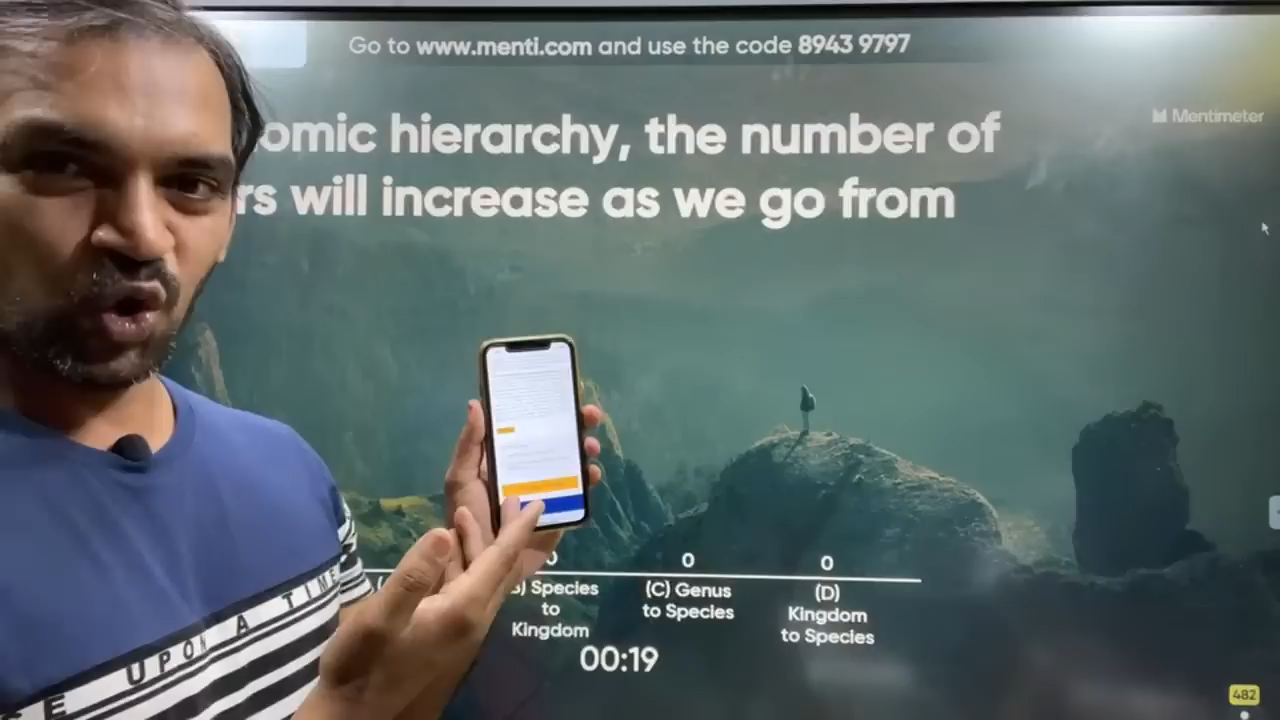 Go to www.menti.com and use the code 8943 9797
Mentimeter
omic hierarchy, the number of
rs will increase as we go from
0
0
0
) Species
to
Kingdom
(C) Genus
to Species
(D)
Kingdom
to Species
00:19
UPON A TIME
E
482